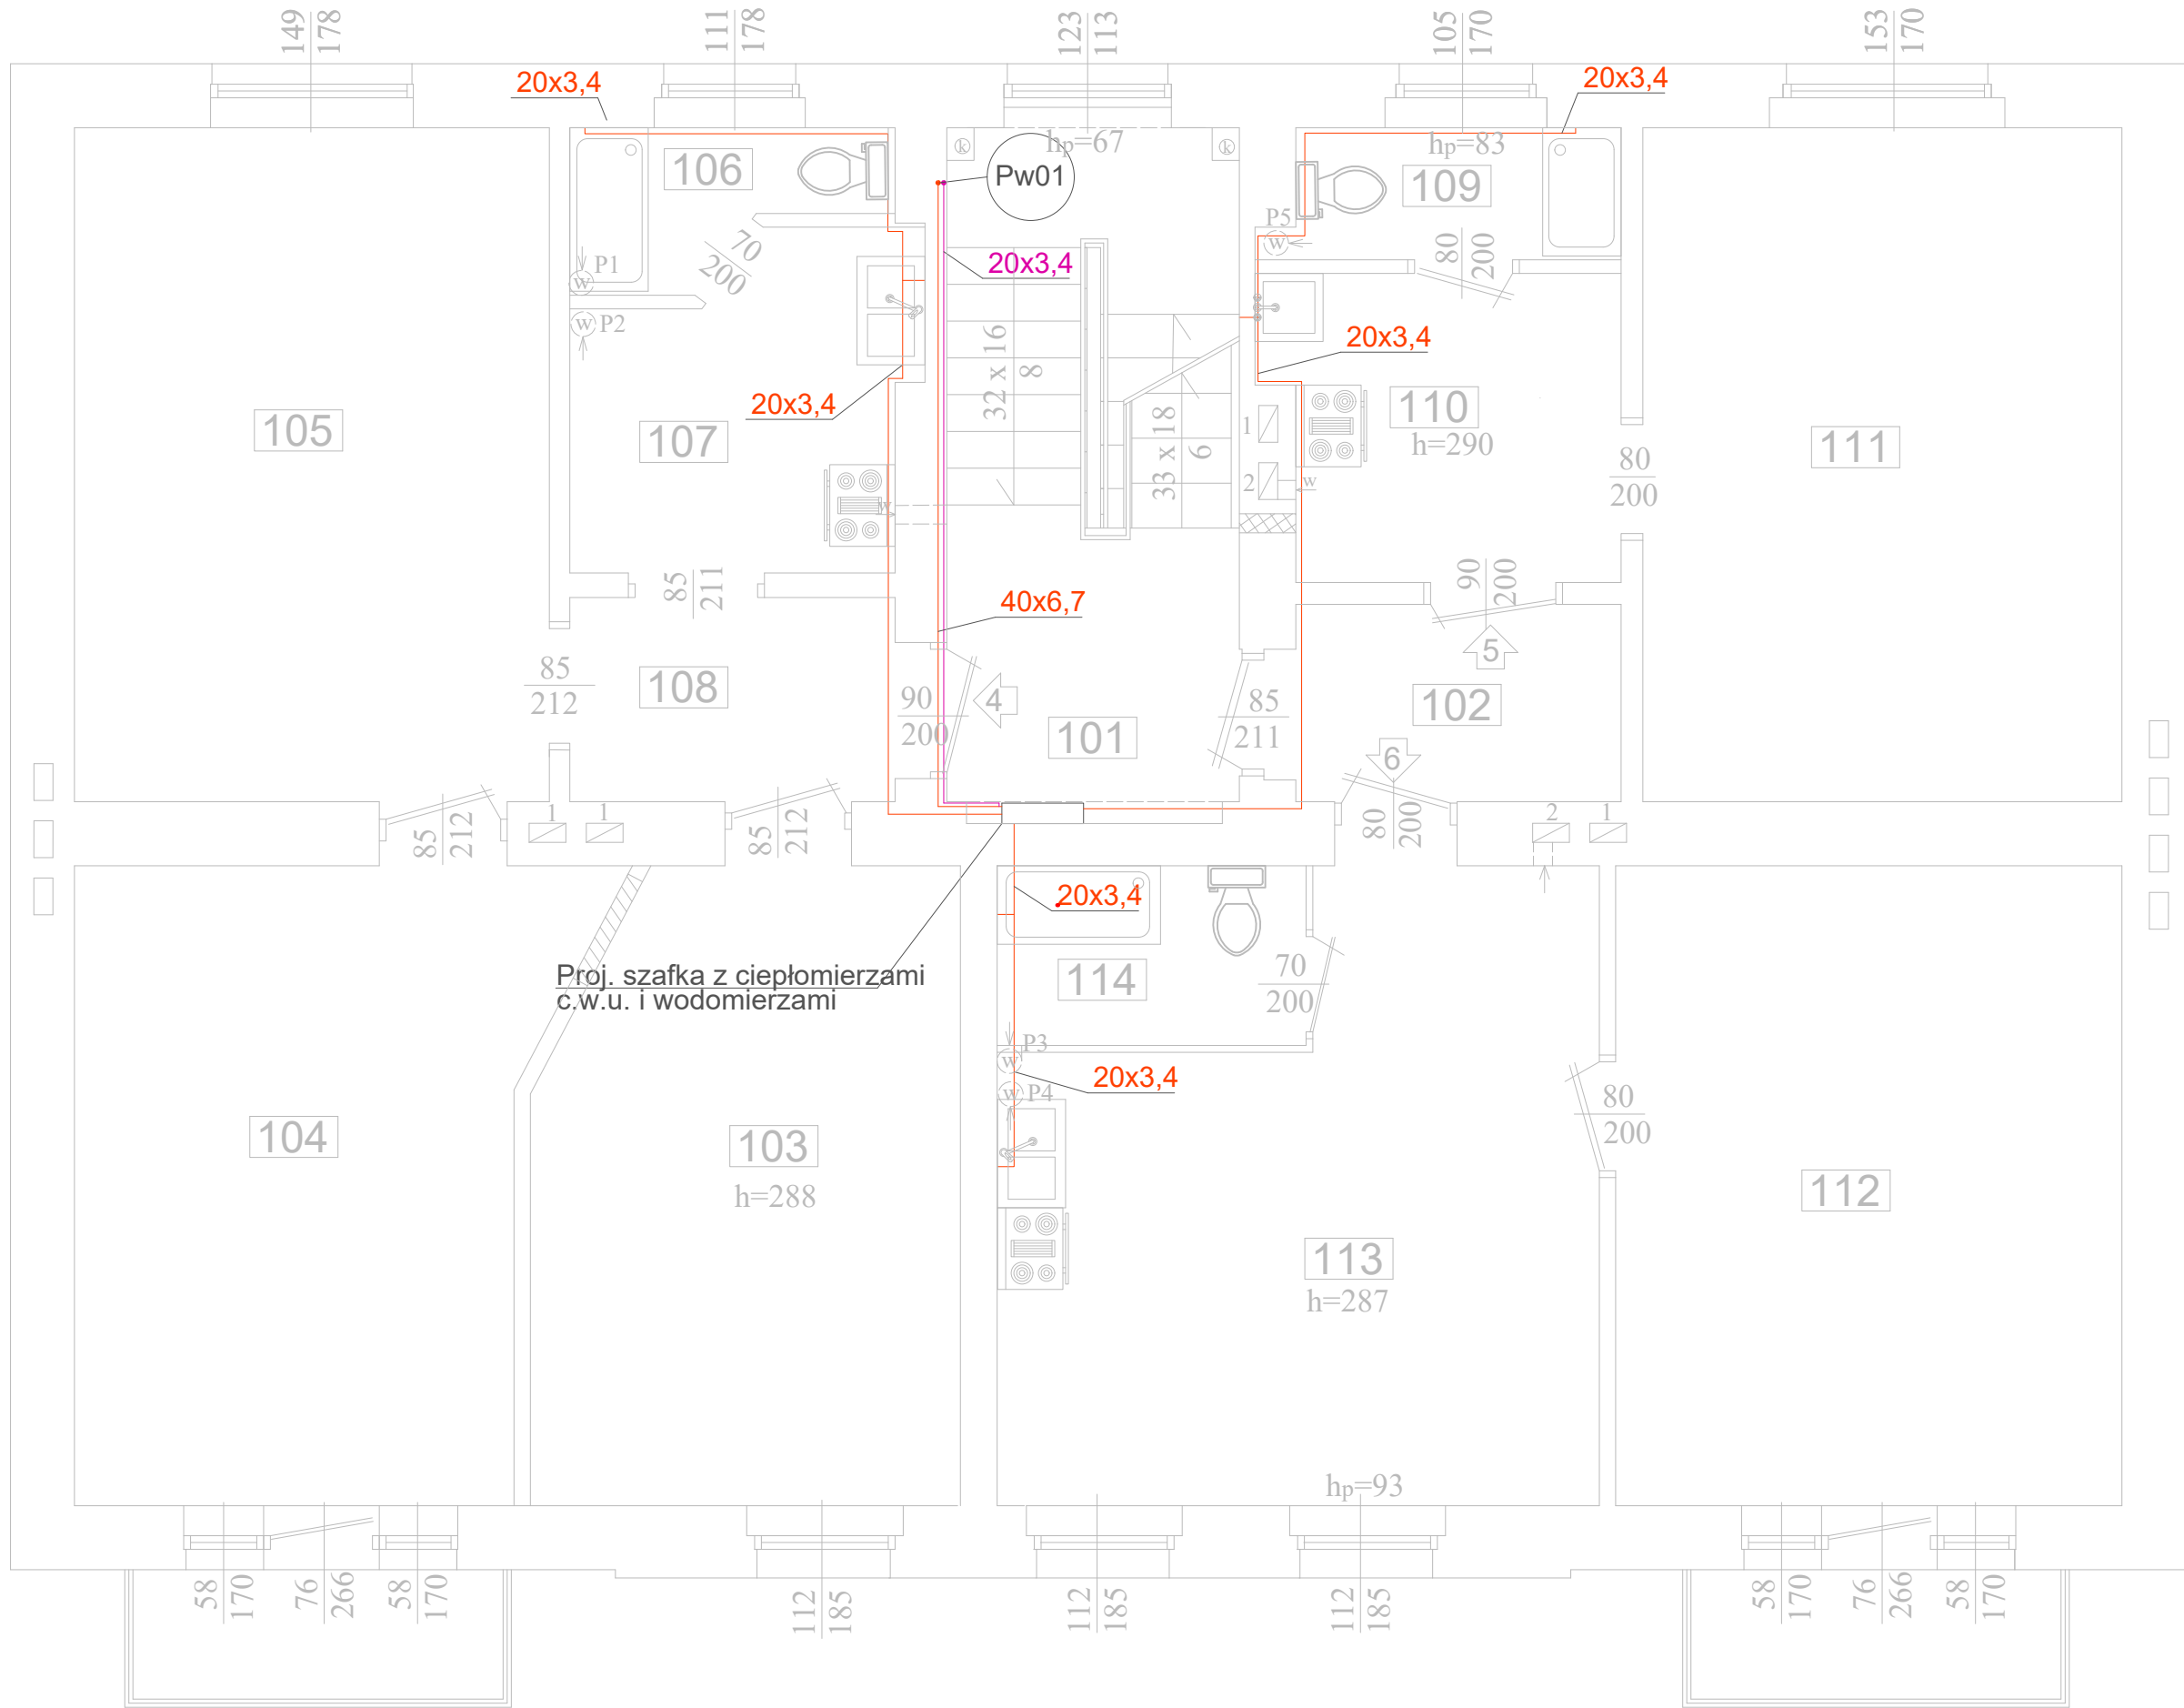 149
178
111
178
123
113
105
170
153
170
20x3,4
20x3,4
k
hp=67
k
hp=83
106
Pw01
109
P5
w
70
200
80
200
P1
w
20x3,4
w P2
20x3,4
32 x 16
8
20x3,4
33 x 18
6
1
110
h=290
105
107
111
2
w
80
200
w
85
211
40x6,7
90
200
5
85
212
108
90
200
4
85
211
102
101
6
85
212
1
1
85
212
80
200
2
1
20x3,4
Proj. szafka z ciepłomierzami
c.w.u. i wodomierzami
114
70
200
P3
w
20x3,4
w P4
80
200
104
103
h=288
112
113
h=287
hp=93
58
170
76
266
58
170
112
185
112
185
112
185
58
170
76
266
58
170